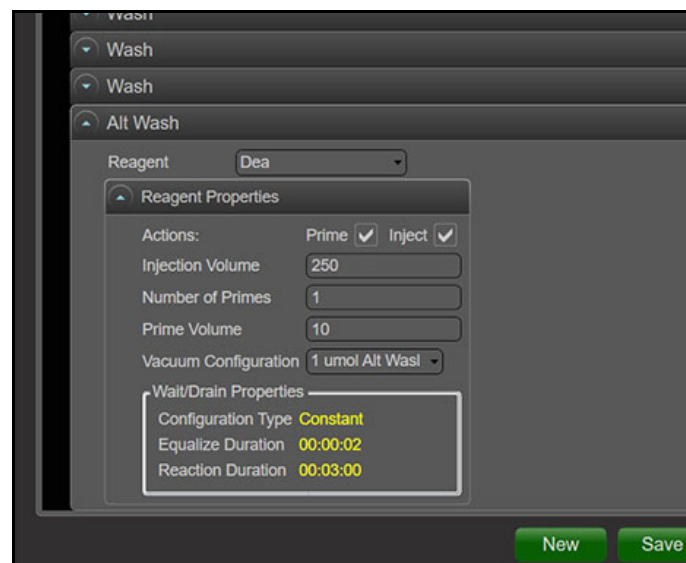 Wash
Wash
Wash
Alt Wash
Reagent Dea
Reagent Properties
Actions: Prime Inject
Injection Volume 250
Number of Primes 1
Prime Volume 10
Vacuum Configuration 1 umol Alt Wasl
Wait/Drain Properties
Configuration Type Constant
Equalize Duration 00:00:02
Reaction Duration 00:03:00
New Save